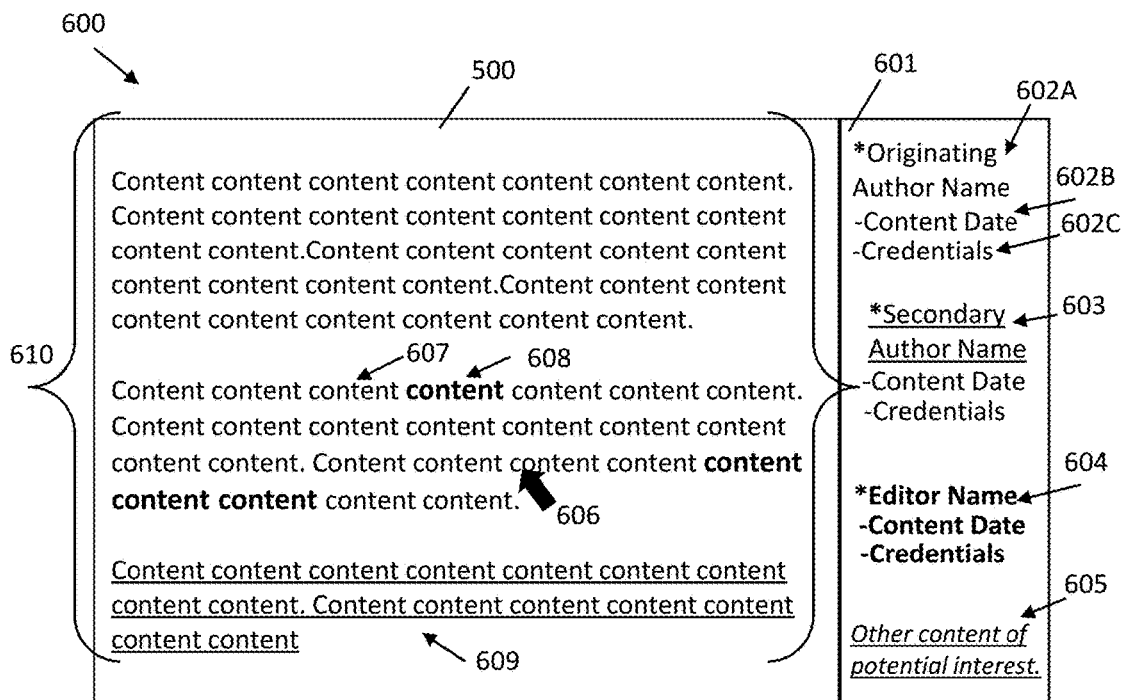 600
500
601
602A
*Originating
Author Name
602B
-Content Date
602C
-Credentials
Content content content content content content content.
Content content content content content content content
content content.Content content content content content
content content content content.Content content content
content content content content content content.
*Secondary
603
Author Name
-Content Date
-Credentials
610
607
608
Content content content content content content content.
Content content content content content content content
content content. Content content content content content
content content content content.
606
604
*Editor Name
-Content Date
-Credentials
Content content content content content content content
content content. Content content content content content
content content
609
605
Other content of
potential interest.